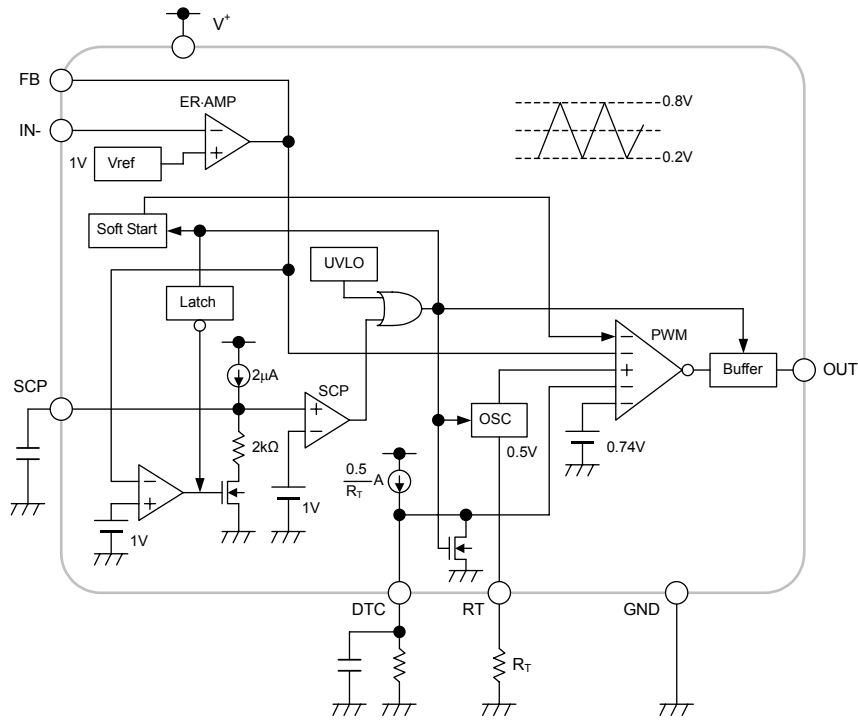 V+
FB
ER·AMP
IN-
1V
Vref
0.8V
0.2V
Soft Start
UVLO
Latch
PWM
Buffer
OUT
SCP
2μA
SCP
OSC
2kΩ
0.5V
0.74V
0.5
RT
A
1V
1V
DTC
RT
GND
RT